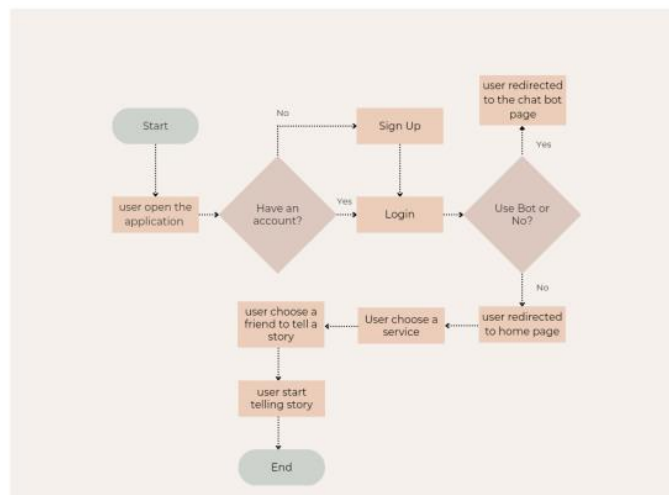 user redirected
to the chat bot
page
No
Start
Sign Up
Yes
user open the
application
Have an
account?
Yes
Login
Use Bot or
No?
No
user choose a
friend to tell a
story
User choose a
service
user redirected
to home page
user start
telling story
End